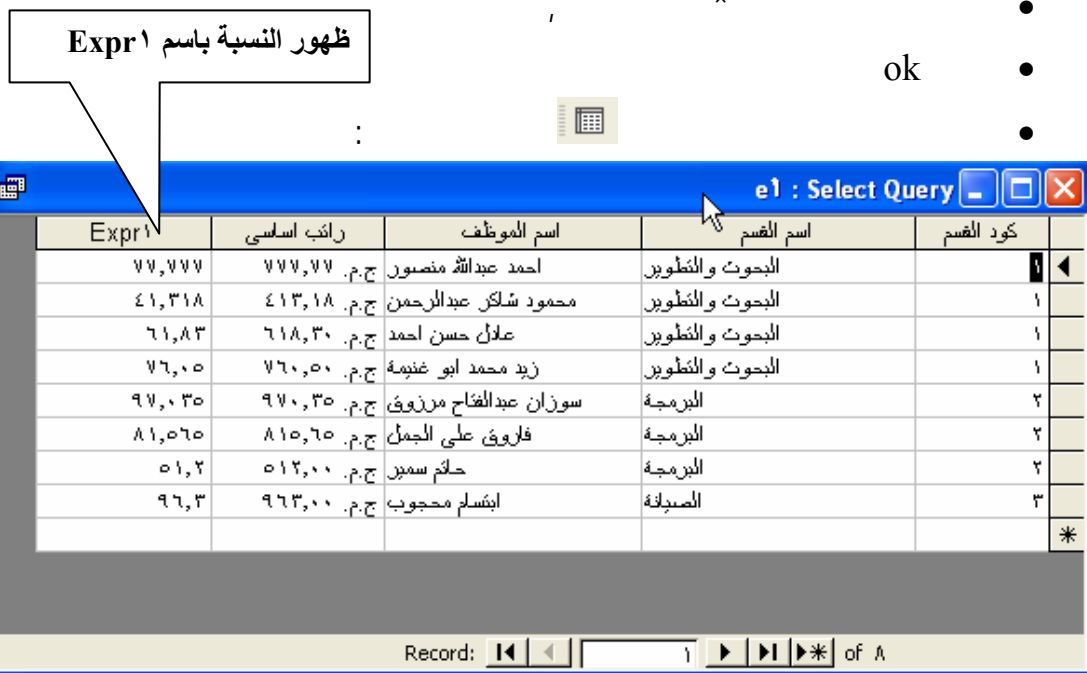 ظهور النسبة باسم Expr١
ok
:
e١ : Select Query
كود القسم اسم القسم اسم الموظف راتب اساسى Expr١
١ البحوث والتطوير احمد عبدالله منصور ج.م. ٧٧٧,٧٧ ٧٧,٧٧٧
١ البحوث والتطوير محمود شاكر عبدالرحمن ج.م. ٤١٣,١٨ ٤١,٣١٨
١ البحوث والتطوير عادل حسن احمد ج.م. ٦١٨,٣٠ ٦١,٨٣
١ البحوث والتطوير زيد محمد ابو غنيمة ج.م. ٧٦٠,٥٠ ٧٦,٠٥
٢ البرمجة سوزان عبدالفتاح مرزوق ج.م. ٩٧٠,٣٥ ٩٧,٠٣٥
٢ البرمجة فاروق على الجمل ج.م. ٨١٥,٦٥ ٨١,٥٦٥
٢ البرمجة حاتم سمير ج.م. ٥١٢,٠٠ ٥١,٢
٣ الصيانة ابتسام محجوب ج.م. ٩٦٣,٠٠ ٩٦,٣
Record: ١ of ٨